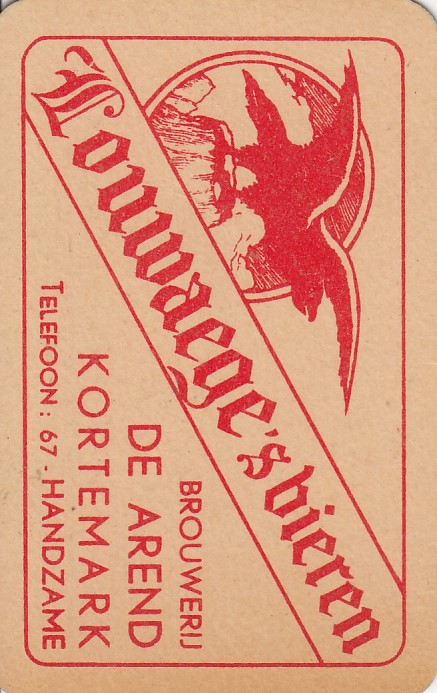 Louwaege's bieren
BROUWERIJ
DE AREND
KORTEMARK
TELEFOON: 67 - HANDZAME